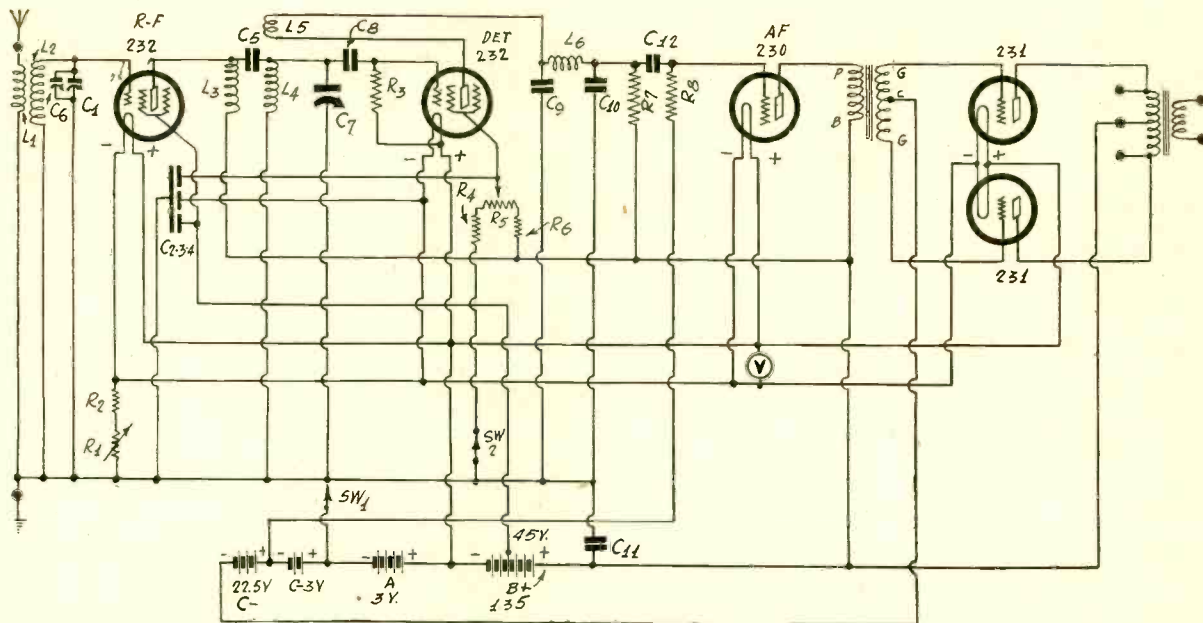 R-F
232
L2
L1
C6
C1
L3
C5
L4
L5
C8
R3
C7
DET
232
C2-3-4
R4
R5
R6
L6
C9
C10
C12
R7
R8
AF
230
P
B
G
C
G
231
231
- +
- +
- +
- +
V
R2
R1
SW
2
SW1
45V.
C11
- + - + - + - +
22.5V
C-
C-3V
A
3V.
B+
135